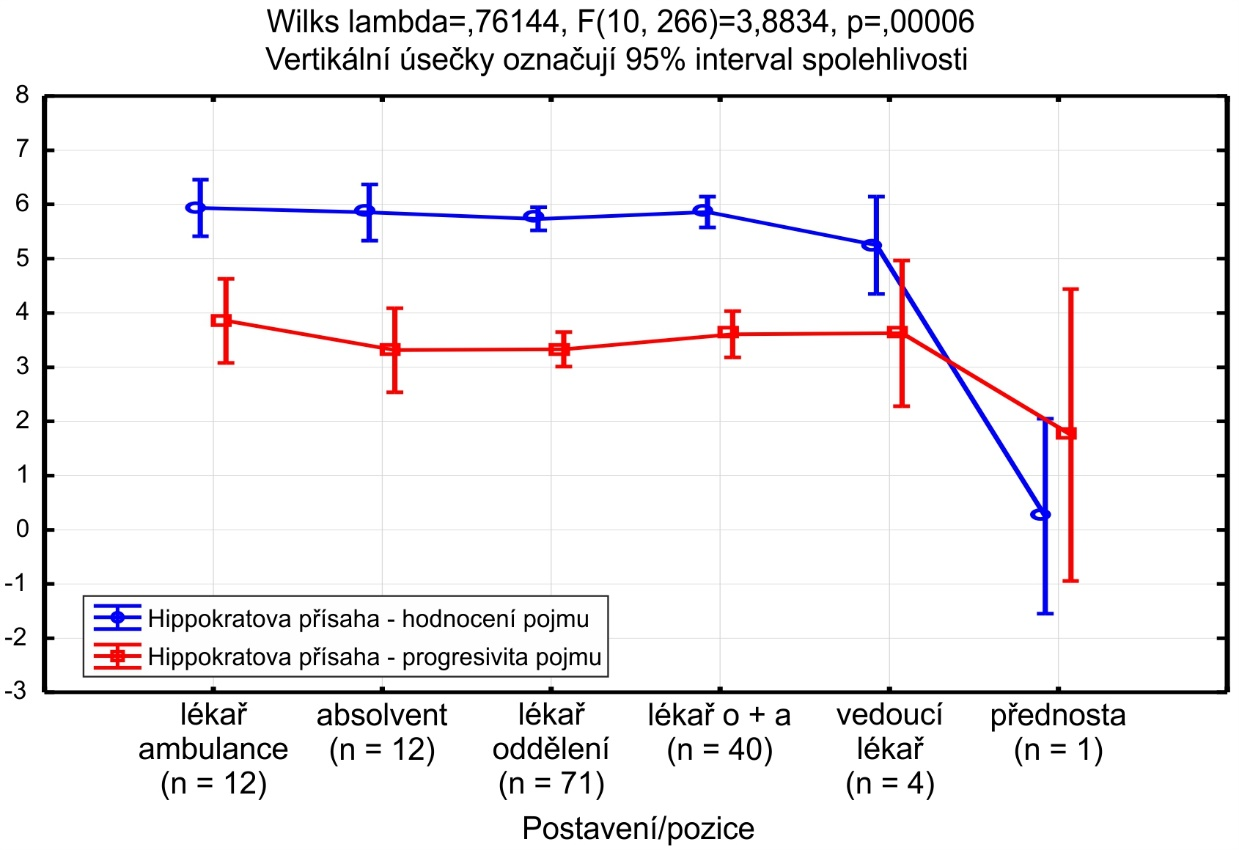 Wilks lambda=,76144, F(10, 266)=3,8834, p=,00006
Vertikální úsečky označují 95% interval spolehlivosti
8
7
6
5
4
3
2
1
0
-1
-2
-3
Hippokratova přísaha - hodnocení pojmu
Hippokratova přísaha - progresivita pojmu
lékař ambulance (n = 12)
absolvent (n = 12)
lékař oddělení (n = 71)
lékař o + a (n = 40)
vedoucí lékař (n = 4)
přednosta (n = 1)
Postavení/pozice